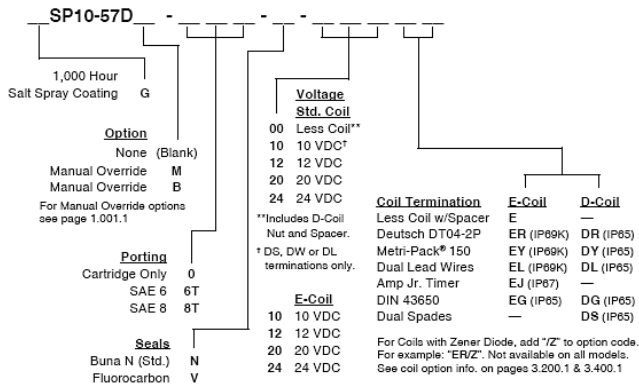 __SP10-57D__ - ___ ___ - __ - ___ ___ ___ ___
1,000 Hour
Salt Spray Coating G
Option
None (Blank)
Manual Override M
Manual Override B
For Manual Override options
see page 1.001.1
Porting
Cartridge Only 0
SAE 6 6T
SAE 8 8T
Seals
Buna N (Std.) N
Fluorocarbon V
Voltage
Std. Coil
00 Less Coil**
10 10 VDC†
12 12 VDC
20 20 VDC
24 24 VDC
**Includes D-Coil
Nut and Spacer.
† DS, DW or DL
terminations only.
E-Coil
10 10 VDC
12 12 VDC
20 20 VDC
24 24 VDC
Coil Termination E-Coil D-Coil
Less Coil w/Spacer E —
Deutsch DT04-2P ER (IP69K) DR (IP65)
Metri-Pack® 150 EY (IP69K) DY (IP65)
Dual Lead Wires EL (IP69K) DL (IP65)
Amp Jr. Timer EJ (IP67) —
DIN 43650 EG (IP65) DG (IP65)
Dual Spades — DS (IP65)
For Coils with Zener Diode, add "/Z" to option code.
For example: "ER/Z". Not available on all models.
See coil option info. on pages 3.200.1 & 3.400.1